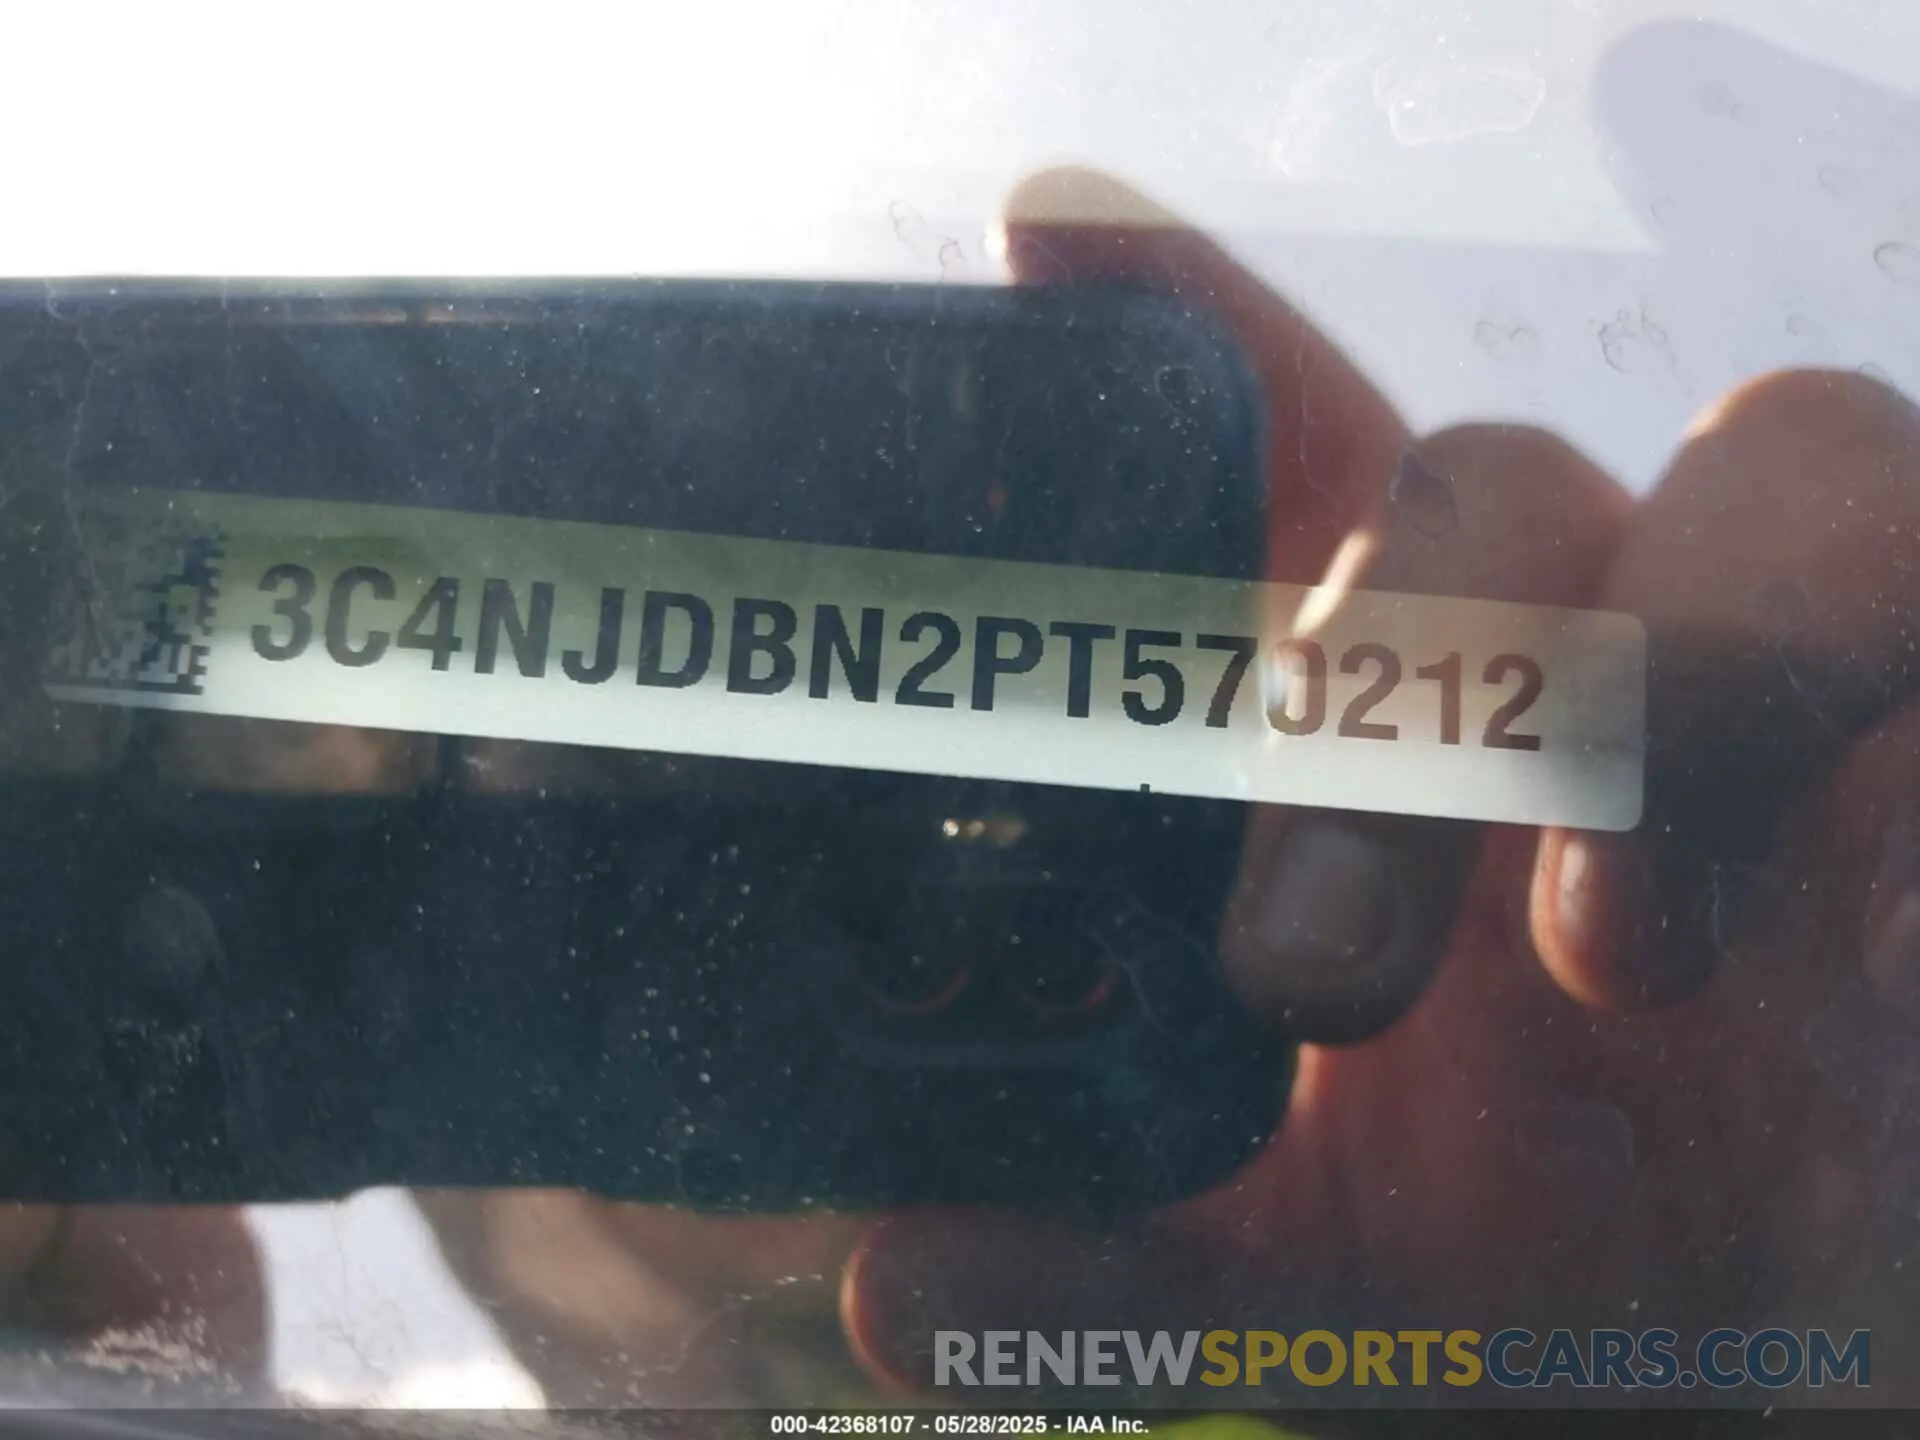 3C4NJDBN2PT570212
RENEWSPORTSCARS.COM
000-42368107 - 05/28/2025 - IAA Inc.